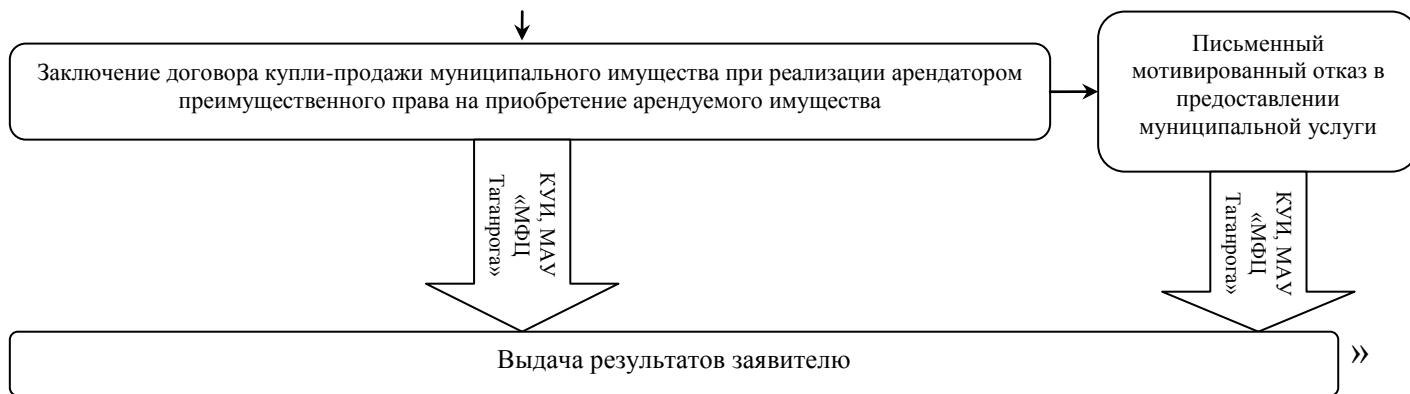 Заключение договора купли-продажи муниципального имущества при реализации арендатором
преимущественного права на приобретение арендуемого имущества
Письменный
мотивированный отказ в
предоставлении
муниципальной услуги
КУИ, МАУ
«МФЦ
Таганрога»
КУИ, МАУ
«МФЦ
Таганрога»
Выдача результатов заявителю
»